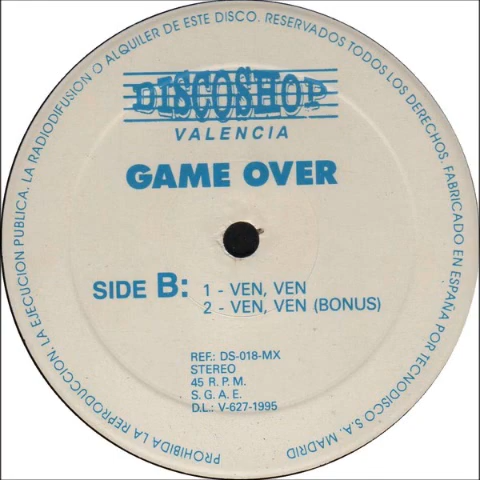 DISCOSHOP
VALENCIA
GAME OVER
SIDE B:
1 - VEN, VEN
2 - VEN, VEN (BONUS)
REF.: DS-018-MX
STEREO
45 R.P.M.
S.G.A.E.
D.L.: V-627-1995
PROHIBIDA LA REPRODUCCION. LA EJECUCION PUBLICA. LA RADIODIFUSION O ALQUILER DE ESTE DISCO. RESERVADOS TODOS LOS DERECHOS. FABRICADO EN ESPAÑA POR TECNODISCO S.A. MADRID